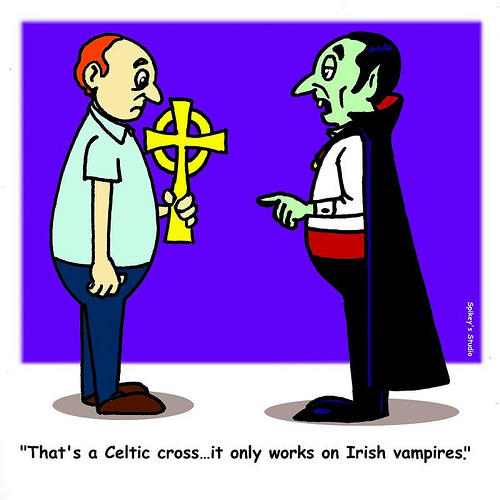 Spikey's Studio
"That's a Celtic cross...it only works on Irish vampires."